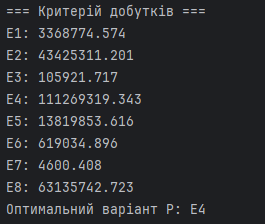 === Критерій добутків ===
E1: 3368774.574
E2: 43425311.201
E3: 105921.717
E4: 111269319.343
E5: 13819853.616
E6: 619034.896
E7: 4600.408
E8: 63135742.723
Оптимальний варіант P: E4